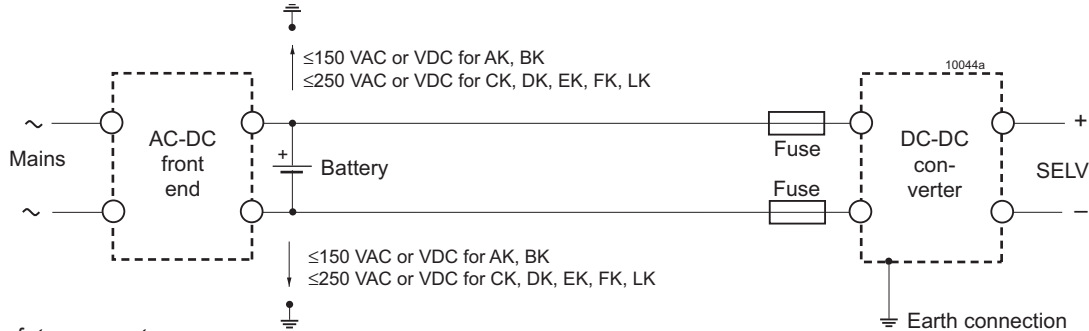 ≤150 VAC or VDC for AK, BK
≤250 VAC or VDC for CK, DK, EK, FK, LK
10044a
~
Mains
~
AC-DC
front
end
+
Battery
Fuse
Fuse
DC-DC
con-
verter
+
SELV
–
≤150 VAC or VDC for AK, BK
≤250 VAC or VDC for CK, DK, EK, FK, LK
Earth connection